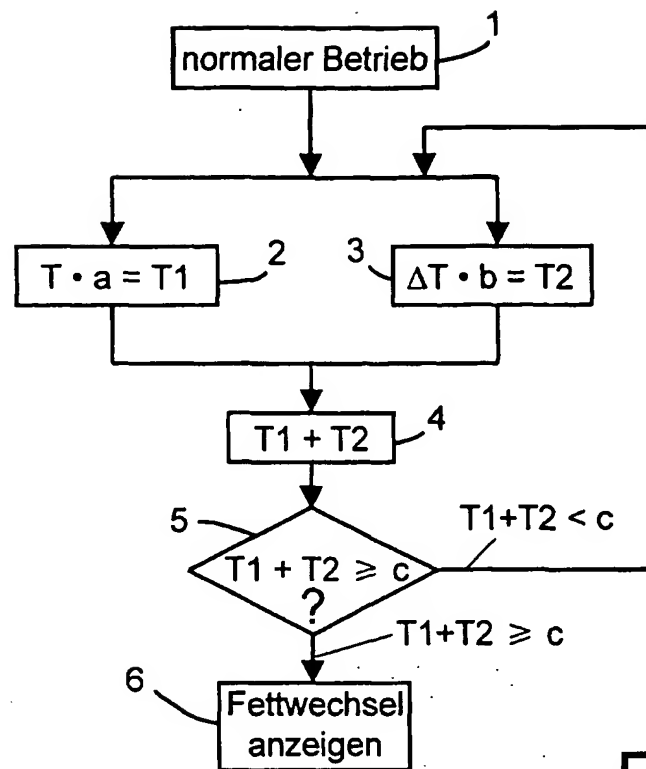 1
normaler Betrieb
2
3
T • a = T1
ΔT • b = T2
4
T1 + T2
5
T1+T2 < c
T1 + T2 ⩾ c
?
T1+T2 ⩾ c
6
Fettwechsel
anzeigen